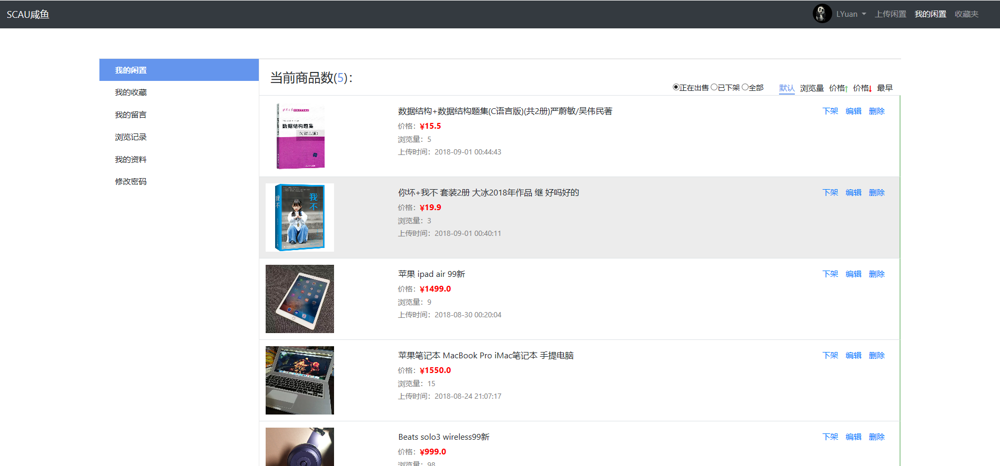 SCAU咸鱼
LYuan 上传闲置 我的闲置 收藏夹
我的闲置
我的收藏
我的留言
浏览记录
我的资料
修改密码
当前商品数(5)：
正在出售 已下架 全部 默认 浏览量 价格↑ 价格↓ 最早
数据结构题集
(C语言版)
数据结构+数据结构题集(C语言版)(共2册)严蔚敏/吴伟民著
下架 编辑 删除
价格：¥15.5
浏览量：5
上传时间：2018-09-01 00:44:43
我不
我不
你坏+我不 套装2册 大冰2018年作品 继 好吗好的
下架 编辑 删除
价格：¥19.9
浏览量：3
上传时间：2018-09-01 00:40:11
苹果 ipad air 99新
下架 编辑 删除
价格：¥1499.0
浏览量：9
上传时间：2018-08-30 00:20:04
苹果笔记本 MacBook Pro iMac笔记本 手提电脑
下架 编辑 删除
价格：¥1550.0
浏览量：15
上传时间：2018-08-24 21:07:17
Beats solo3 wireless99新
下架 编辑 删除
价格：¥999.0
浏览量：98